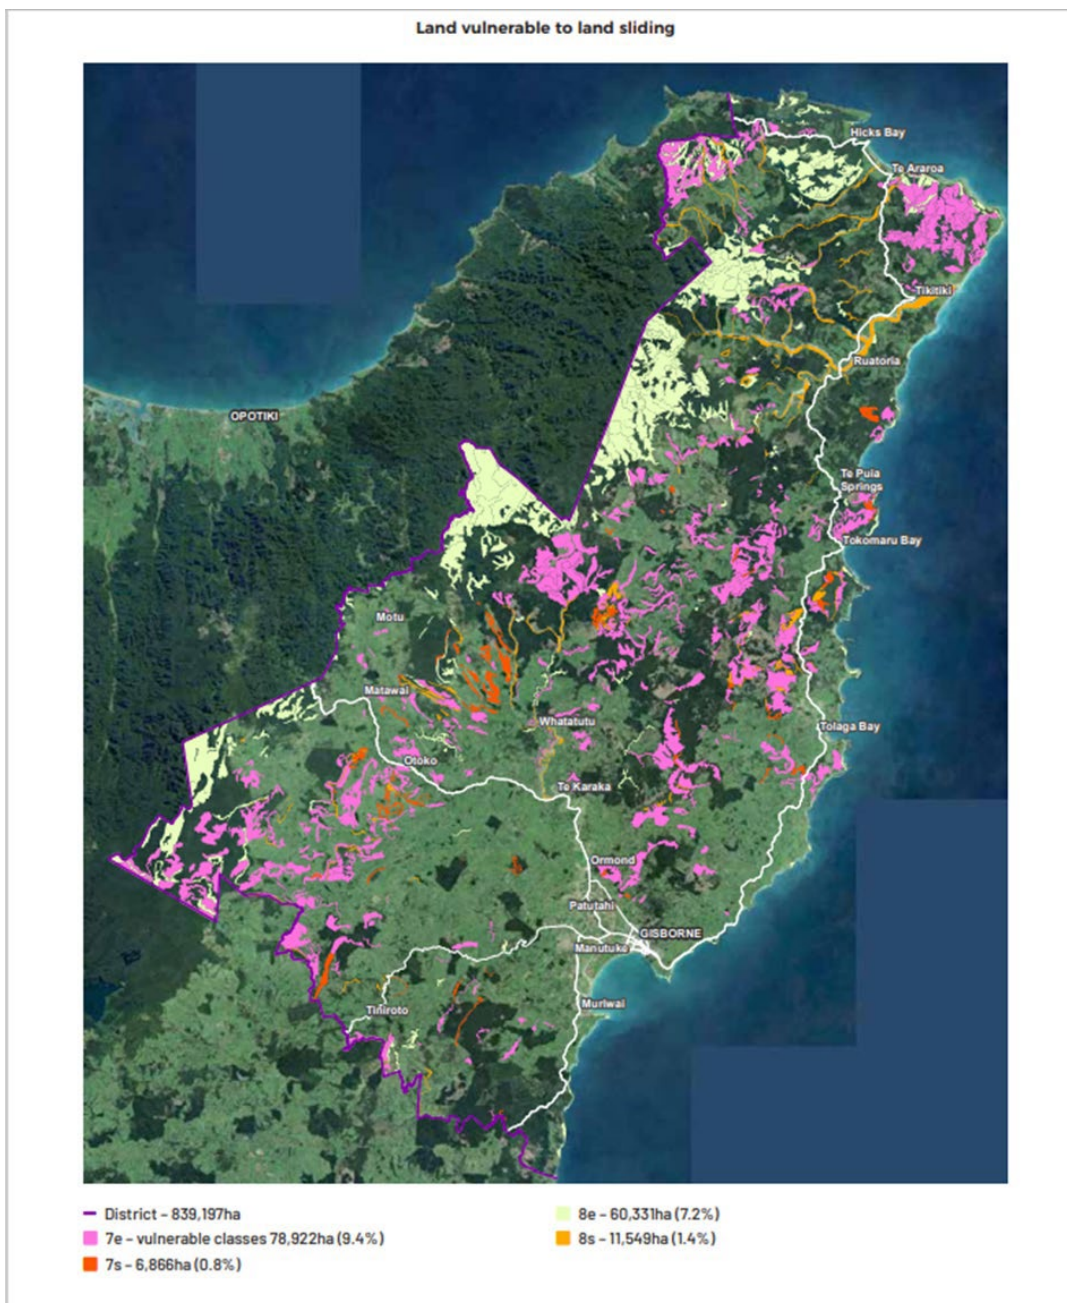 Land vulnerable to land sliding
Hicks Bay
Te Araroa
Tikitiki
Ruatoria
OPOTIKI
Te Puia
Springs
Tokomaru Bay
Motu
Matawai
Whatatutu
Tolaga Bay
Otoko
Te Karaka
Ormond
Patutahi
GISBORNE
Manutuke
Muriwai
Tiniroto
District – 839,197ha
7e – vulnerable classes 78,922ha (9.4%)
7s – 6,866ha (0.8%)
8e – 60,331ha (7.2%)
8s – 11,549ha (1.4%)